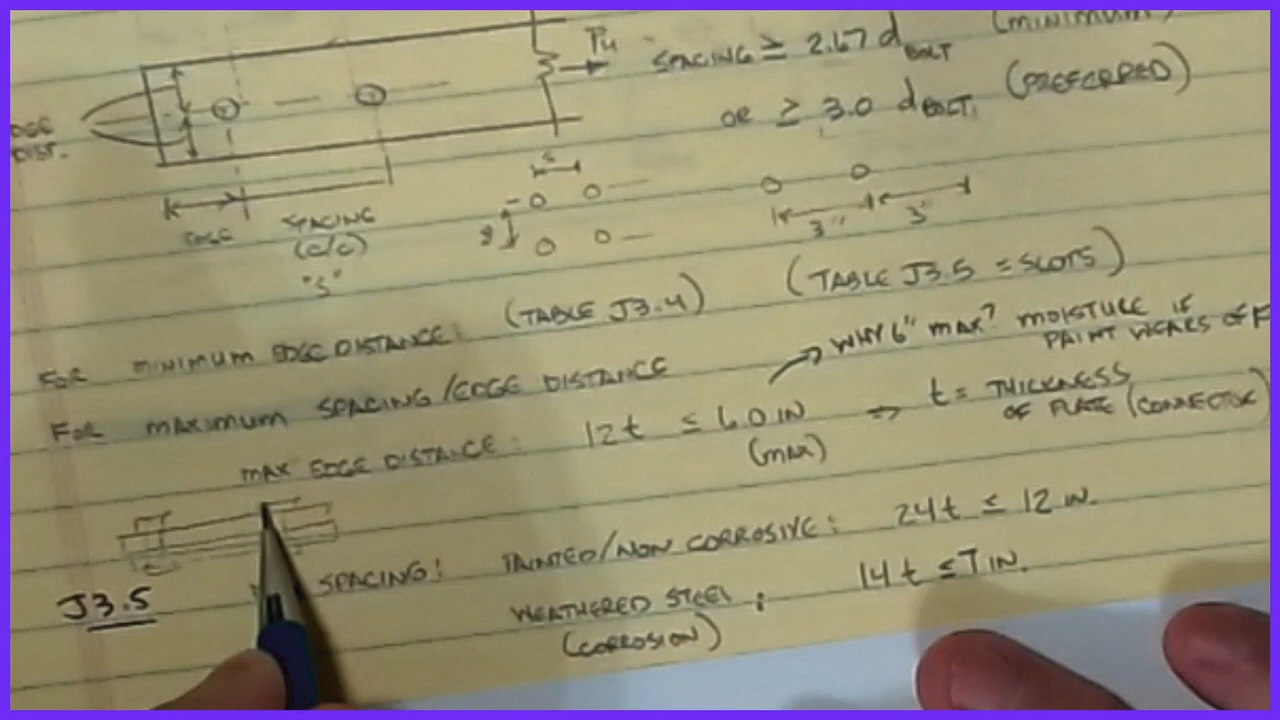 Pu
SPACING ≥ 2.67 dBOLT (MINIMUM)
OR ≥ 3.0 dBOLT (PREFERRED)
DGE
DIST.
EDGE
SPACING
(c/c)
"S"
s
g
3"
3"
FOR MINIMUM EDGE DISTANCE: (TABLE J3.4) (TABLE J3.5 = SLOTS)
FOR MAXIMUM SPACING/EDGE DISTANCE
WHY 6" MAX? MOISTURE IF
PAINT WEARS OFF
MAX EDGE DISTANCE: 12t ≤ 6.0 IN
(MAX)
⇒ t = THICKNESS
OF PLATE (CONNECTOR)
J3.5
SPACING: PAINTED/NON CORROSIVE: 24t ≤ 12 IN.
WEATHERED STEEL : 14t ≤ 7 IN.
(CORROSION)